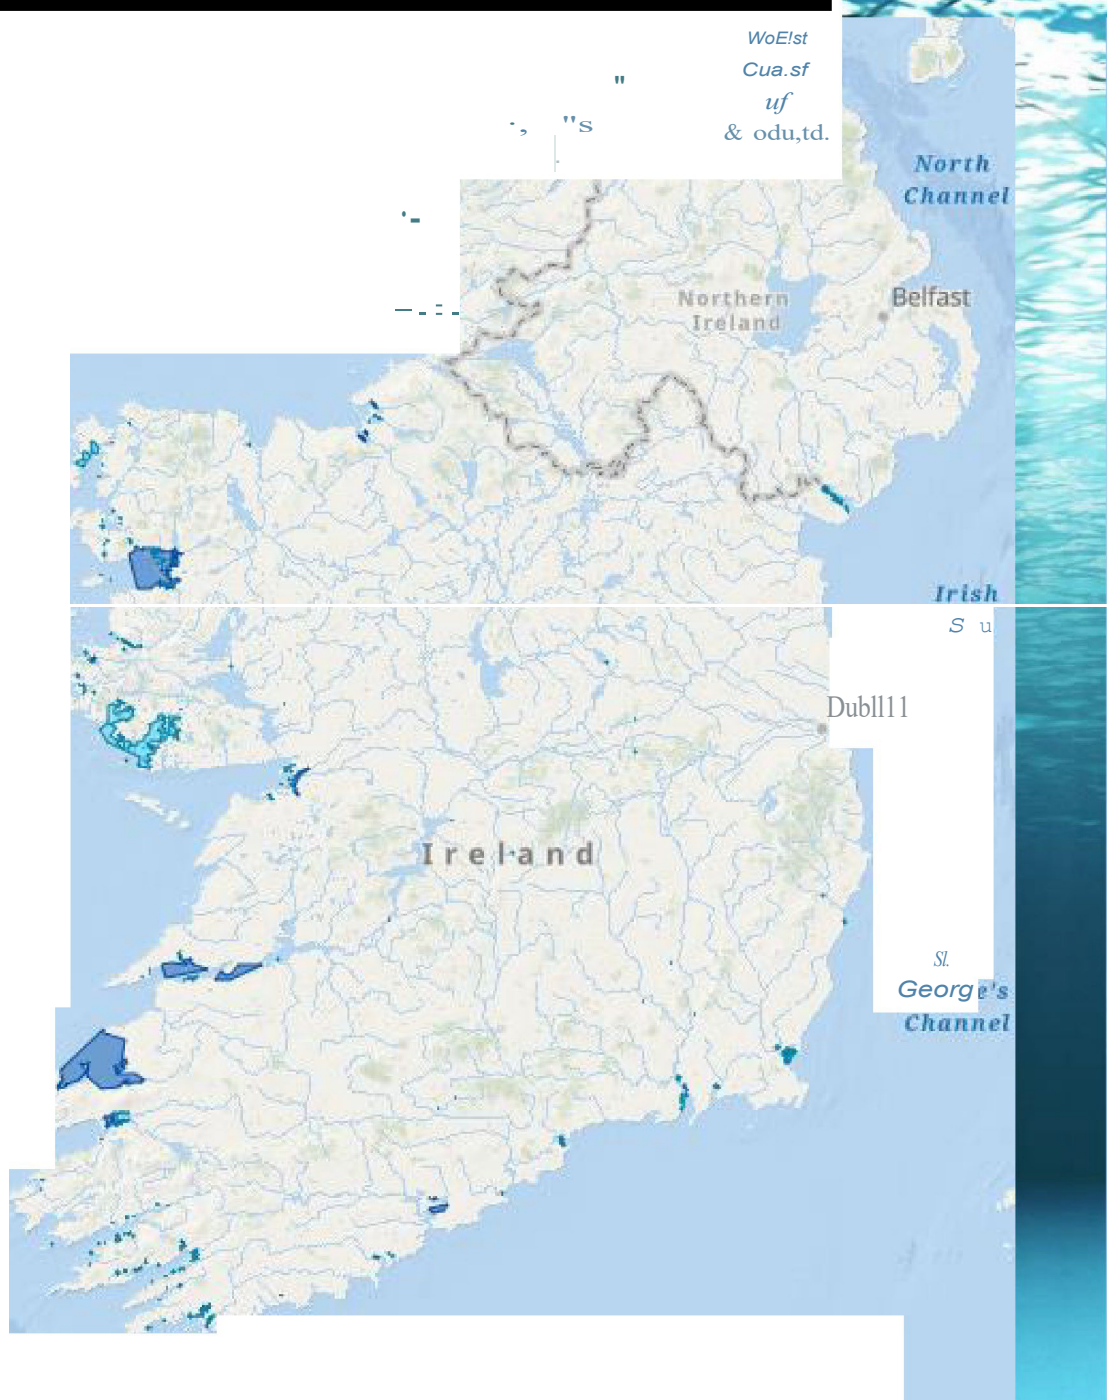 WoE!st
Cua.sf
"
uf
·, "s
& odu,td.
North
Channel
Northern
Ireland
Belfast
Irish
S u
Dubll11
Ireland
Sl.
George's
Channel